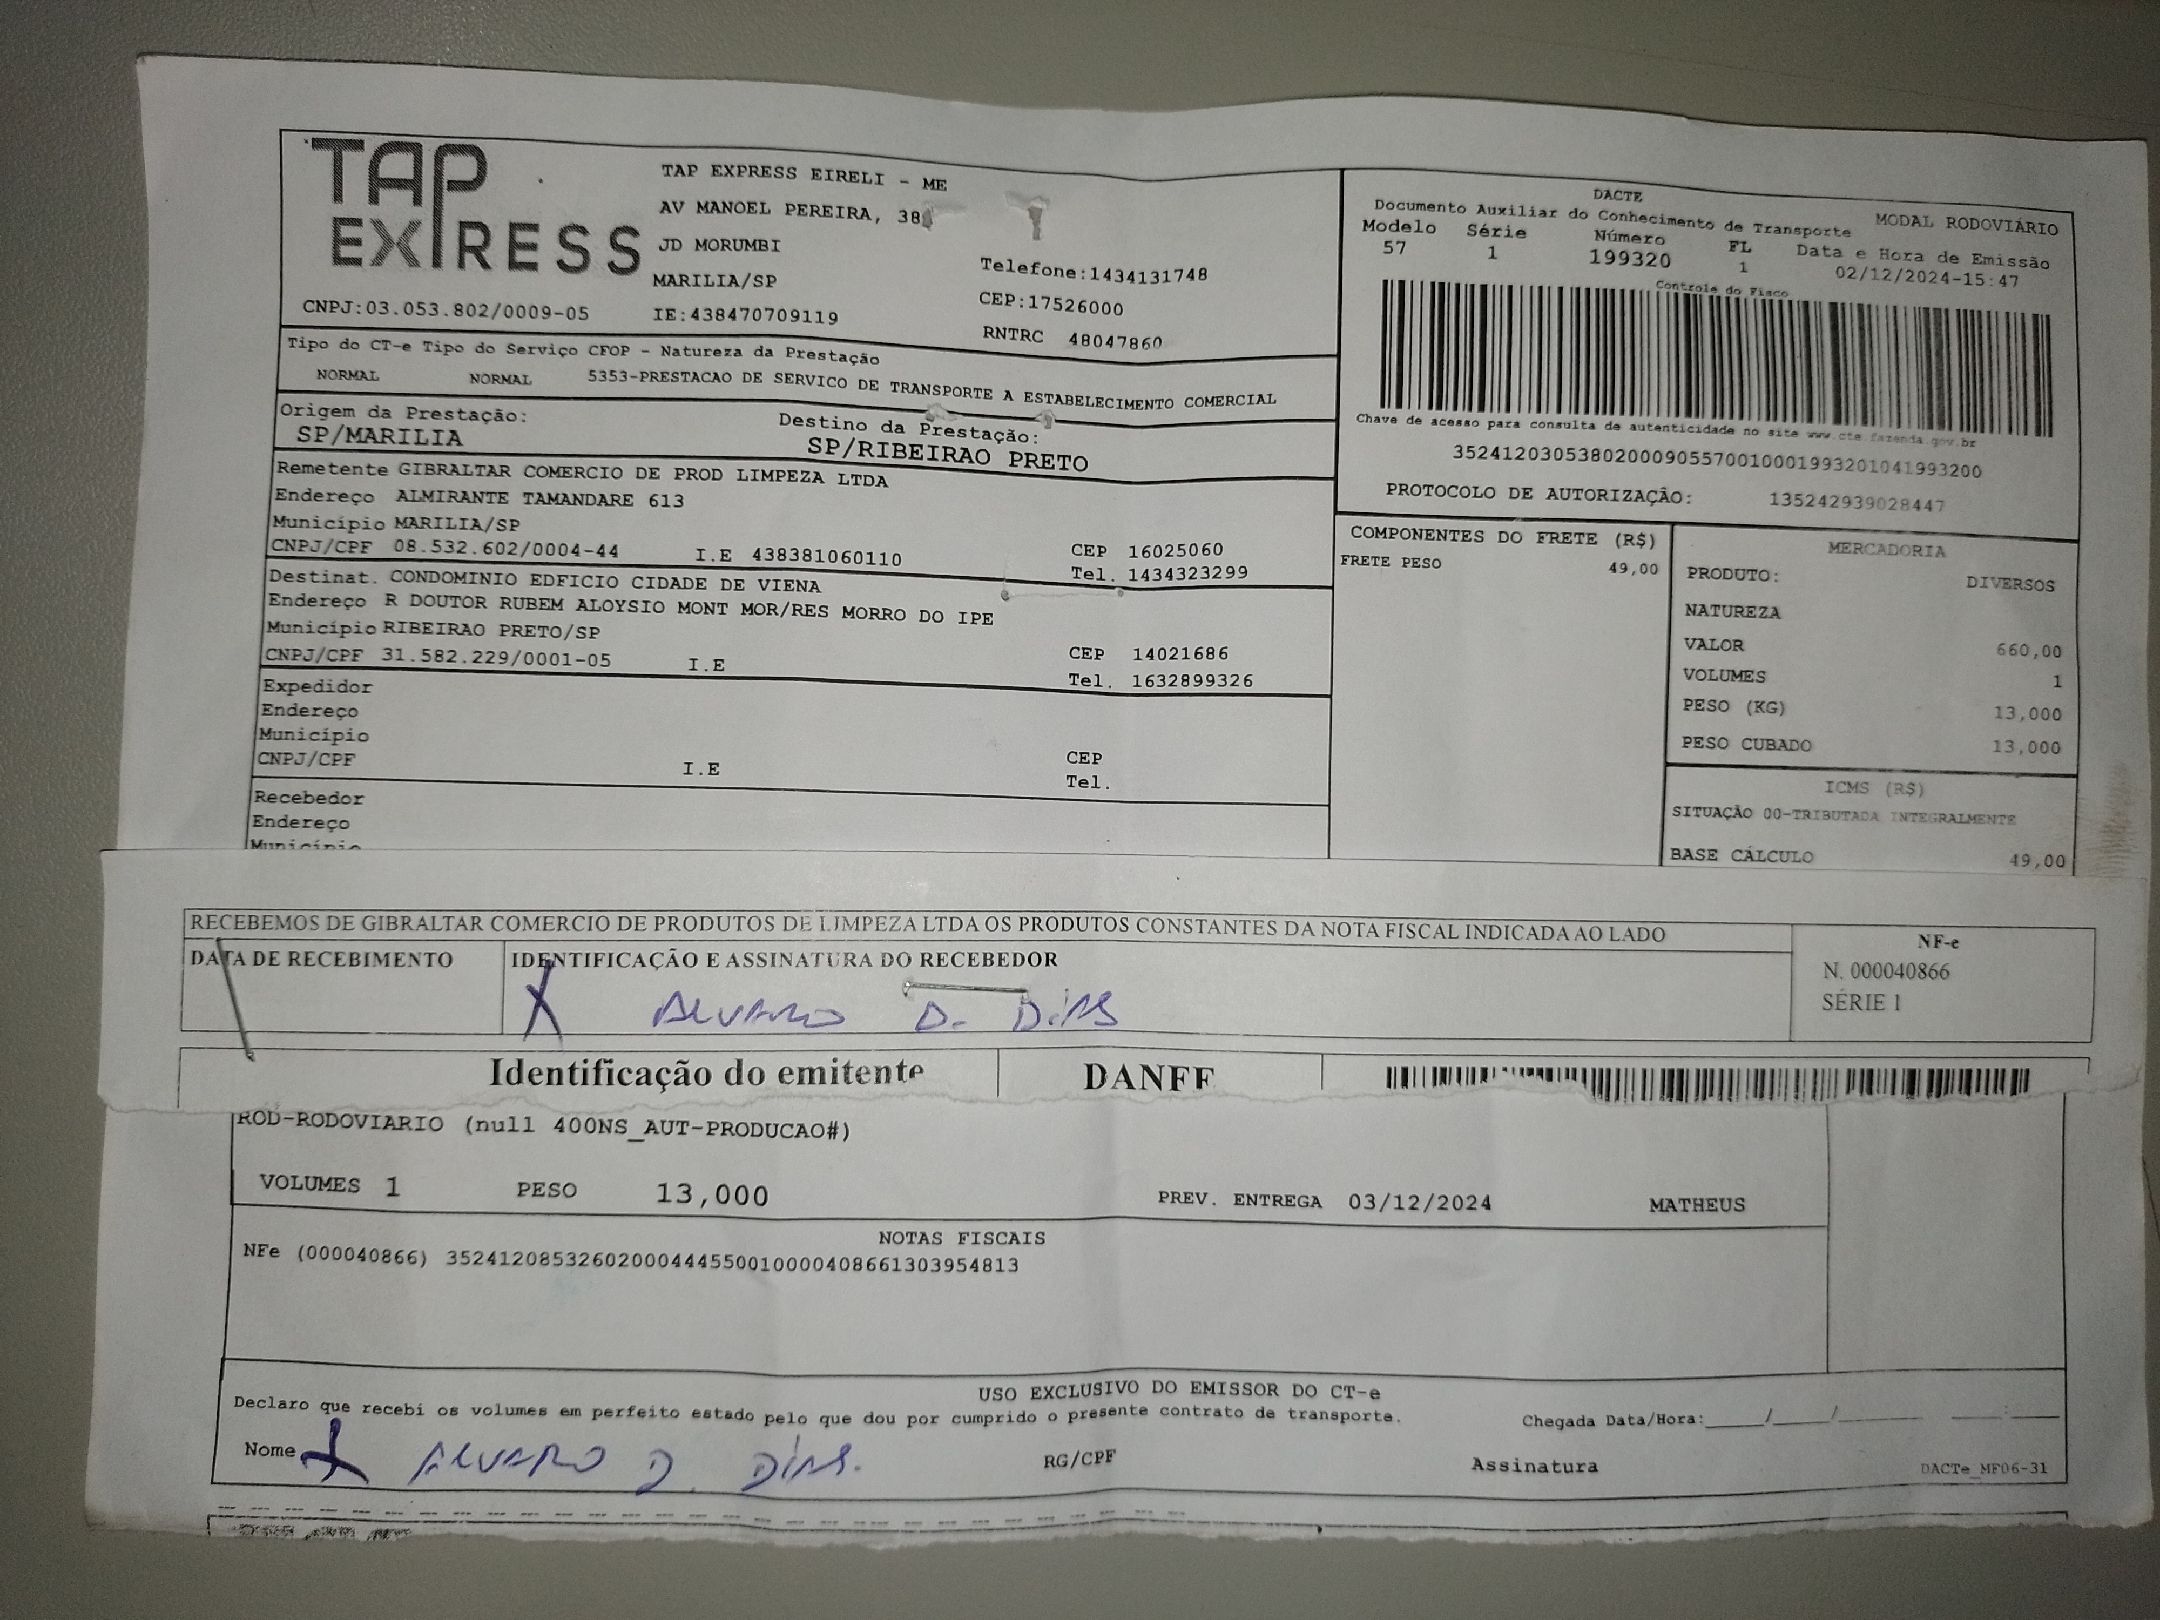 TAP
EXPRESS
TAP EXPRESS EIRELI - ME
AV MANOEL PEREIRA, 38
JD MORUMBI
MARILIA/SP
Telefone:1434131748
CEP:17526000
CNPJ:03.053.802/0009-05 IE:438470709119
RNTRC 48047860
DACTE
Documento Auxiliar do Conhecimento de Transporte
MODAL RODOVIÁRIO
Modelo Série Número FL Data e Hora de Emissão
57 1 199320 1 02/12/2024-15:47
Controle do Fisco
Chave de acesso para consulta de autenticidade no site www.cte.fazenda.gov.br
35241203053802000905570010001993201041993200
PROTOCOLO DE AUTORIZAÇÃO: 135242939028447
Tipo do CT-e Tipo do Serviço CFOP - Natureza da Prestação
NORMAL NORMAL 5353-PRESTACAO DE SERVICO DE TRANSPORTE A ESTABELECIMENTO COMERCIAL
Origem da Prestação: Destino da Prestação:
SP/MARILIA SP/RIBEIRAO PRETO
Remetente GIBRALTAR COMERCIO DE PROD LIMPEZA LTDA
Endereço ALMIRANTE TAMANDARE 613
Município MARILIA/SP CEP 16025060
CNPJ/CPF 08.532.602/0004-44 I.E 438381060110 Tel. 1434323299
Destinat. CONDOMINIO EDFICIO CIDADE DE VIENA
Endereço R DOUTOR RUBEM ALOYSIO MONT MOR/RES MORRO DO IPE
Município RIBEIRAO PRETO/SP CEP 14021686
CNPJ/CPF 31.582.229/0001-05 I.E Tel. 1632899326
Expedidor
Endereço
Município CEP
CNPJ/CPF I.E Tel.
Recebedor
Endereço
Município
COMPONENTES DO FRETE (R$)
FRETE PESO 49,00
MERCADORIA
PRODUTO: DIVERSOS
NATUREZA
VALOR 660,00
VOLUMES 1
PESO (KG) 13,000
PESO CUBADO 13,000
ICMS (R$)
SITUAÇÃO 00-TRIBUTADA INTEGRALMENTE
BASE CÁLCULO 49,00
RECEBEMOS DE GIBRALTAR COMERCIO DE PRODUTOS DE LIMPEZA LTDA OS PRODUTOS CONSTANTES DA NOTA FISCAL INDICADA AO LADO
DATA DE RECEBIMENTO IDENTIFICAÇÃO E ASSINATURA DO RECEBEDOR
X ALVARO D. DIAS
NF-e
N. 000040866
SÉRIE 1
Identificação do emitente DANFE
ROD-RODOVIARIO (null 400NS_AUT-PRODUCAO#)
VOLUMES 1 PESO 13,000 PREV. ENTREGA 03/12/2024 MATHEUS
NOTAS FISCAIS
NFe (000040866) 35241208532602000444550010000408661303954813
USO EXCLUSIVO DO EMISSOR DO CT-e
Declaro que recebi os volumes em perfeito estado pelo que dou por cumprido o presente contrato de transporte. Chegada Data/Hora:____/____/______ ____:____
Nome X ALVARO D. DIAS. RG/CPF Assinatura DACTe_MF06-31